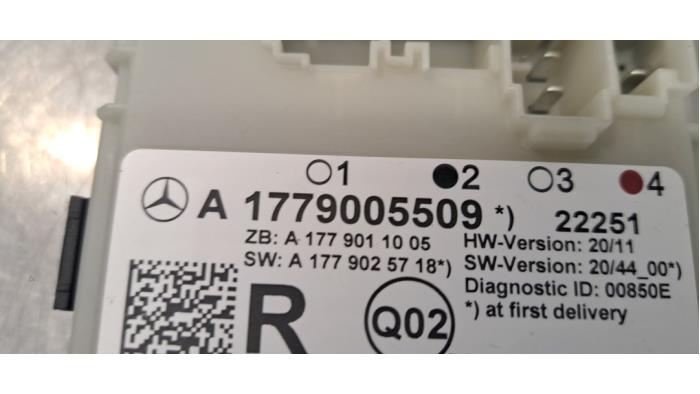 1 2 3 4
A 1779005509 *) 22251
ZB: A 177 901 10 05
SW: A 177 902 57 18*)
HW-Version: 20/11
SW-Version: 20/44_00*)
Diagnostic ID: 00850E
*) at first delivery
R Q02